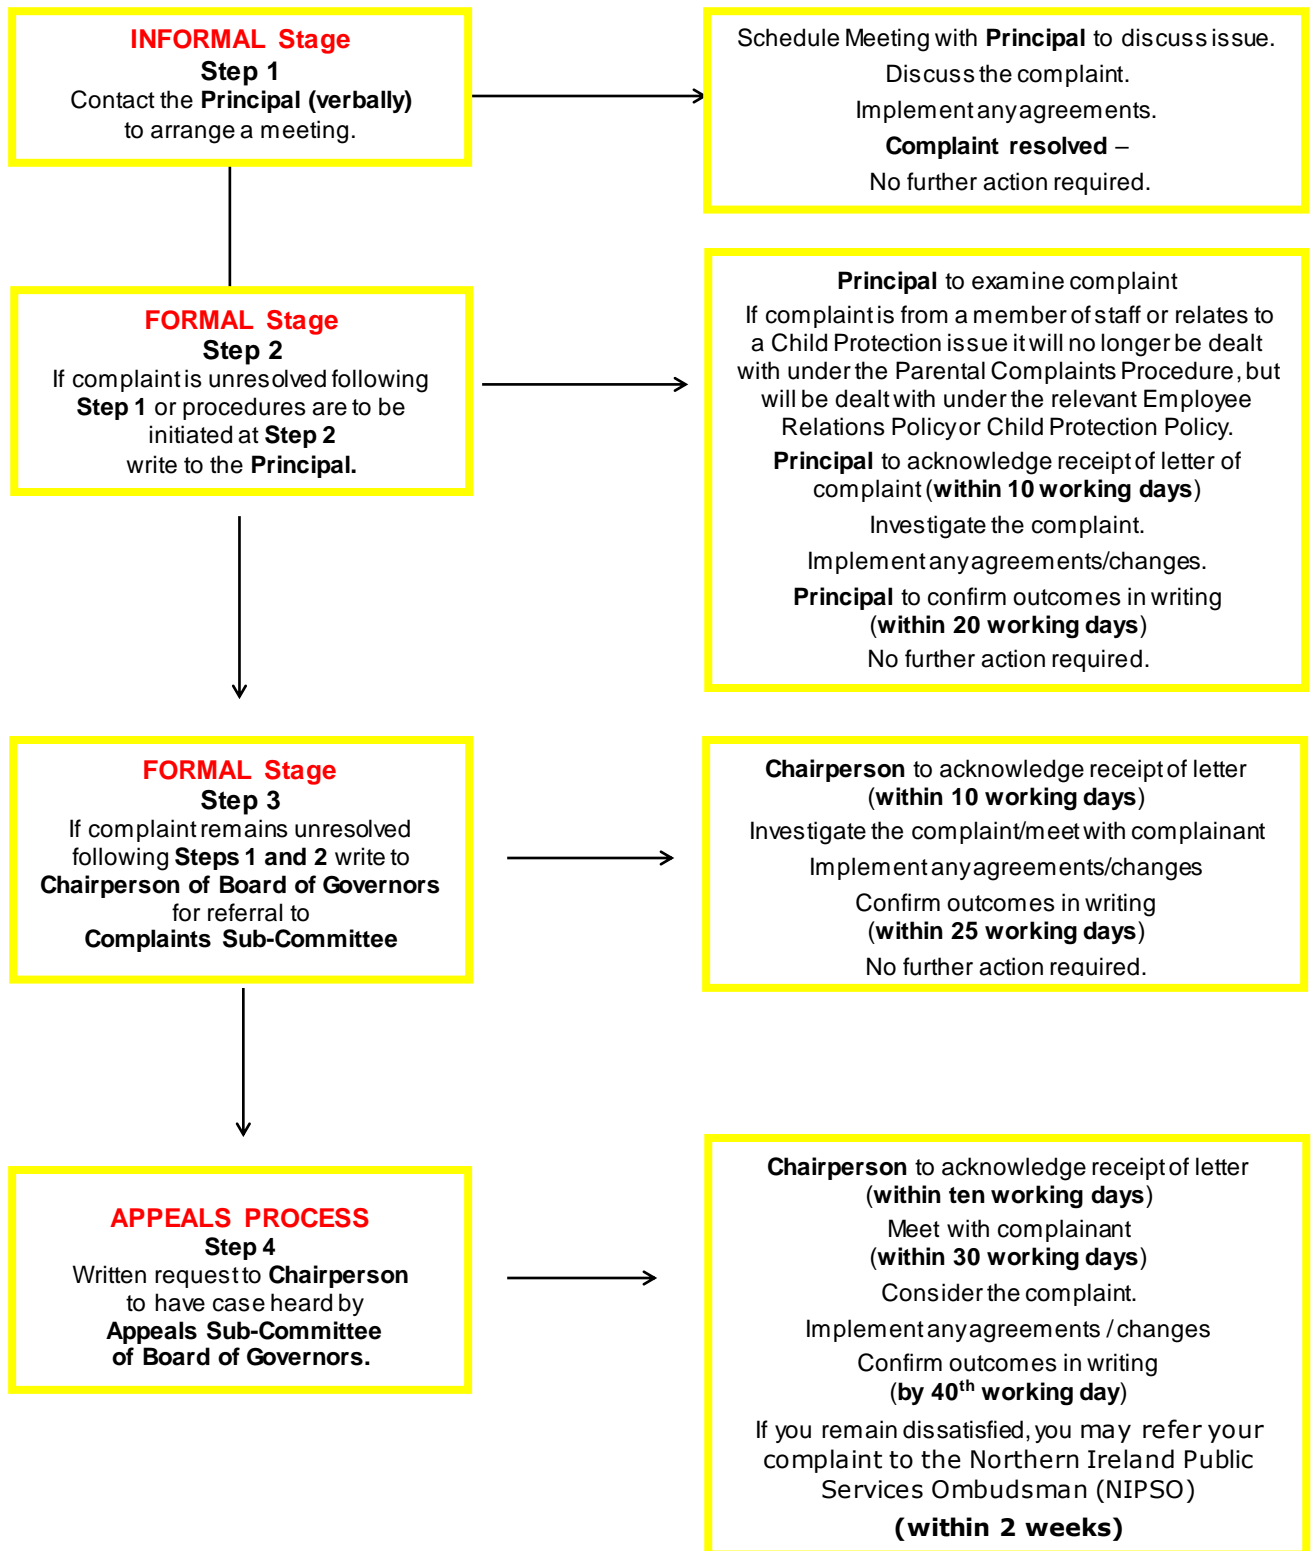 INFORMAL Stage
Step 1
Contact the Principal (verbally)
to arrange a meeting.
Schedule Meeting with Principal to discuss issue.
Discuss the complaint.
Implement any agreements.
Complaint resolved –
No further action required.
FORMAL Stage
Step 2
If complaint is unresolved following
Step 1 or procedures are to be
initiated at Step 2
write to the Principal.
Principal to examine complaint
If complaint is from a member of staff or relates to
a Child Protection issue it will no longer be dealt
with under the Parental Complaints Procedure, but
will be dealt with under the relevant Employee
Relations Policy or Child Protection Policy.
Principal to acknowledge receipt of letter of
complaint (within 10 working days)
Investigate the complaint.
Implement any agreements/changes.
Principal to confirm outcomes in writing
(within 20 working days)
No further action required.
FORMAL Stage
Step 3
If complaint remains unresolved
following Steps 1 and 2 write to
Chairperson of Board of Governors
for referral to
Complaints Sub-Committee
Chairperson to acknowledge receipt of letter
(within 10 working days)
Investigate the complaint/meet with complainant
Implement any agreements/changes
Confirm outcomes in writing
(within 25 working days)
No further action required.
APPEALS PROCESS
Step 4
Written request to Chairperson
to have case heard by
Appeals Sub-Committee
of Board of Governors.
Chairperson to acknowledge receipt of letter
(within ten working days)
Meet with complainant
(within 30 working days)
Consider the complaint.
Implement any agreements / changes
Confirm outcomes in writing
(by 40th working day)
If you remain dissatisfied, you may refer your
complaint to the Northern Ireland Public
Services Ombudsman (NIPSO)
(within 2 weeks)